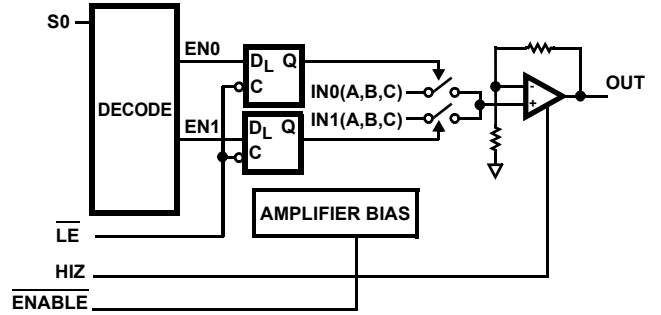 S0
DECODE
EN0
DL Q
C
IN0(A,B,C)
IN1(A,B,C)
-
+
OUT
EN1
DL Q
C
AMPLIFIER BIAS
LE
HIZ
ENABLE